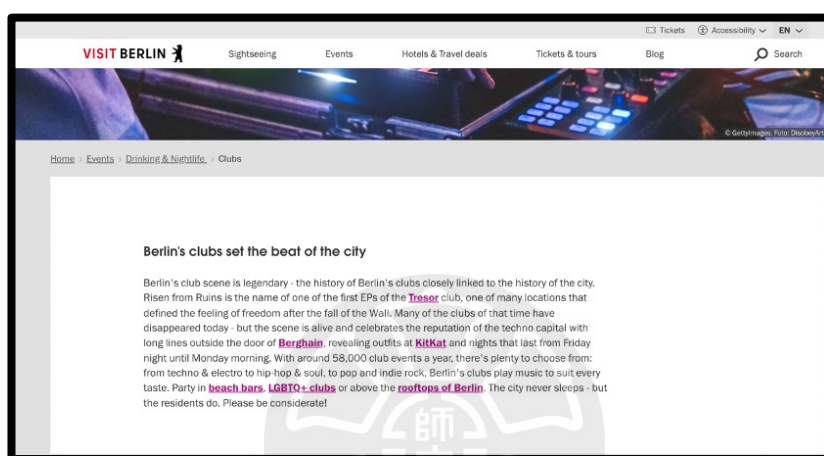 Tickets Accessibility EN
VISIT BERLIN Sightseeing Events Hotels & Travel deals Tickets & tours Blog Search
© GettyImages, Foto: DisobeyArt
Home › Events › Drinking & Nightlife › Clubs
Berlin's clubs set the beat of the city
Berlin's club scene is legendary - the history of Berlin's clubs closely linked to the history of the city.
Risen from Ruins is the name of one of the first EPs of the Tresor club, one of many locations that
defined the feeling of freedom after the fall of the Wall. Many of the clubs of that time have
disappeared today - but the scene is alive and celebrates the reputation of the techno capital with
long lines outside the door of Berghain, revealing outfits at KitKat and nights that last from Friday
night until Monday morning. With around 58,000 club events a year, there's plenty to choose from:
from techno & electro to hip-hop & soul, to pop and indie rock, Berlin's clubs play music to suit every
taste. Party in beach bars, LGBTQ+ clubs or above the rooftops of Berlin. The city never sleeps - but
the residents do. Please be considerate!
師